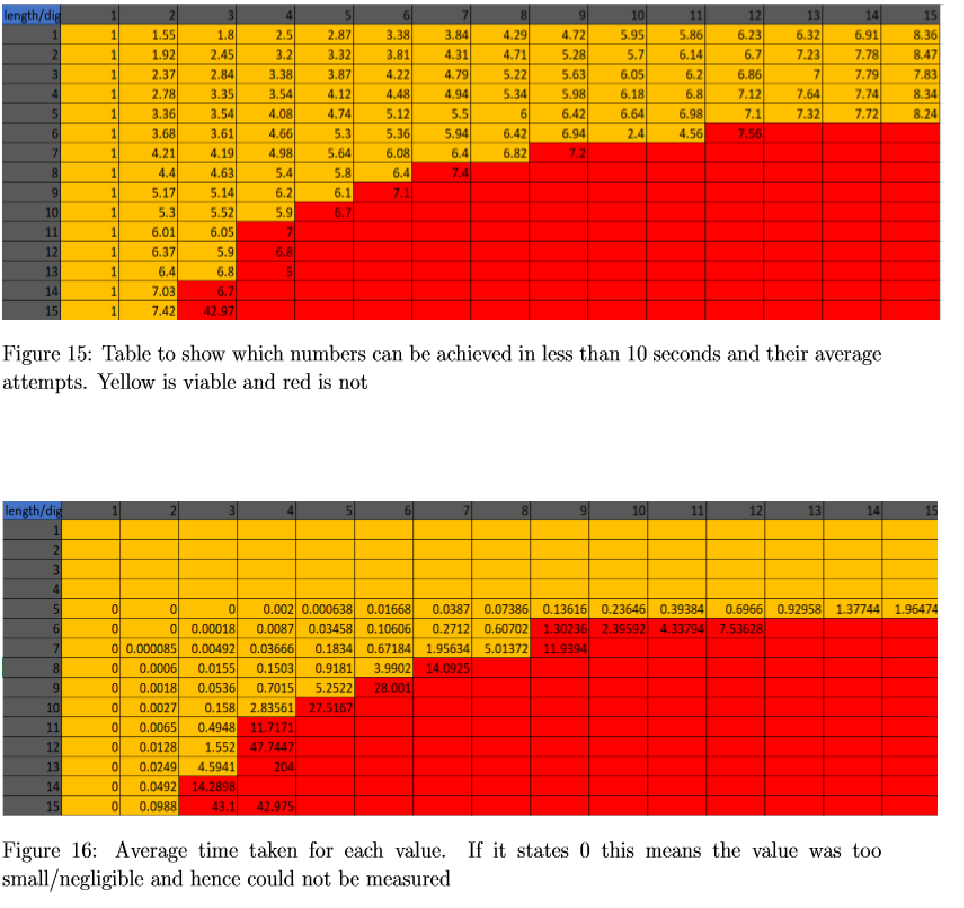 length/dig 1 2 3 4 5 6 7 8 9 10 11 12 13 14 15
1 1 1.55 1.8 2.5 2.87 3.38 3.84 4.29 4.72 5.95 5.86 6.23 6.32 6.91 8.36
2 1 1.92 2.45 3.2 3.32 3.81 4.31 4.71 5.28 5.7 6.14 6.7 7.23 7.78 8.47
3 1 2.37 2.84 3.38 3.87 4.22 4.79 5.22 5.63 6.05 6.2 6.86 7 7.79 7.83
4 1 2.78 3.35 3.54 4.12 4.48 4.94 5.34 5.98 6.18 6.8 7.12 7.64 7.74 8.34
5 1 3.36 3.54 4.08 4.74 5.12 5.5 6 6.42 6.64 6.98 7.1 7.32 7.72 8.24
6 1 3.68 3.61 4.66 5.3 5.36 5.94 6.42 6.94 2.4 4.56 7.56
7 1 4.21 4.19 4.98 5.64 6.08 6.4 6.82 7.2
8 1 4.4 4.63 5.4 5.8 6.4 7.4
9 1 5.17 5.14 6.2 6.1 7.1
10 1 5.3 5.52 5.9 6.7
11 1 6.01 6.05 7
12 1 6.37 5.9 6.8
13 1 6.4 6.8 5
14 1 7.03 6.7
15 1 7.42 42.97
Figure 15: Table to show which numbers can be achieved in less than 10 seconds and their average
attempts. Yellow is viable and red is not
length/dig 1 2 3 4 5 6 7 8 9 10 11 12 13 14 15
1
2
3
4
5 0 0 0 0.002 0.000638 0.01668 0.0387 0.07386 0.13616 0.23646 0.39384 0.6966 0.92958 1.37744 1.96474
6 0 0 0.00018 0.0087 0.03458 0.10606 0.2712 0.60702 1.30236 2.39592 4.33794 7.53628
7 0 0.000085 0.00492 0.03666 0.1834 0.67184 1.95634 5.01372 11.9394
8 0 0.0006 0.0155 0.1503 0.9181 3.9902 14.0925
9 0 0.0018 0.0536 0.7015 5.2522 28.001
10 0 0.0027 0.158 2.83561 27.5167
11 0 0.0065 0.4948 11.7171
12 0 0.0128 1.552 47.7447
13 0 0.0249 4.5941 204
14 0 0.0492 14.2898
15 0 0.0988 43.1 42.975
Figure 16: Average time taken for each value. If it states 0 this means the value was too
small/negligible and hence could not be measured